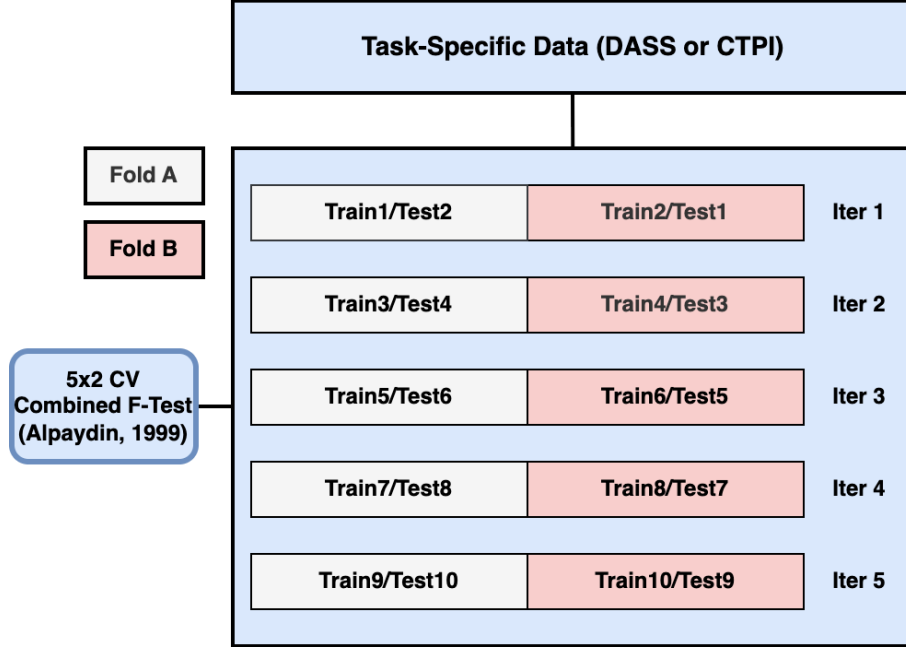 Task-Specific Data (DASS or CTPI)
Fold A
Fold B
Train1/Test2
Train2/Test1
Iter 1
Train3/Test4
Train4/Test3
Iter 2
5x2 CV
Combined F-Test
(Alpaydin, 1999)
Train5/Test6
Train6/Test5
Iter 3
Train7/Test8
Train8/Test7
Iter 4
Train9/Test10
Train10/Test9
Iter 5